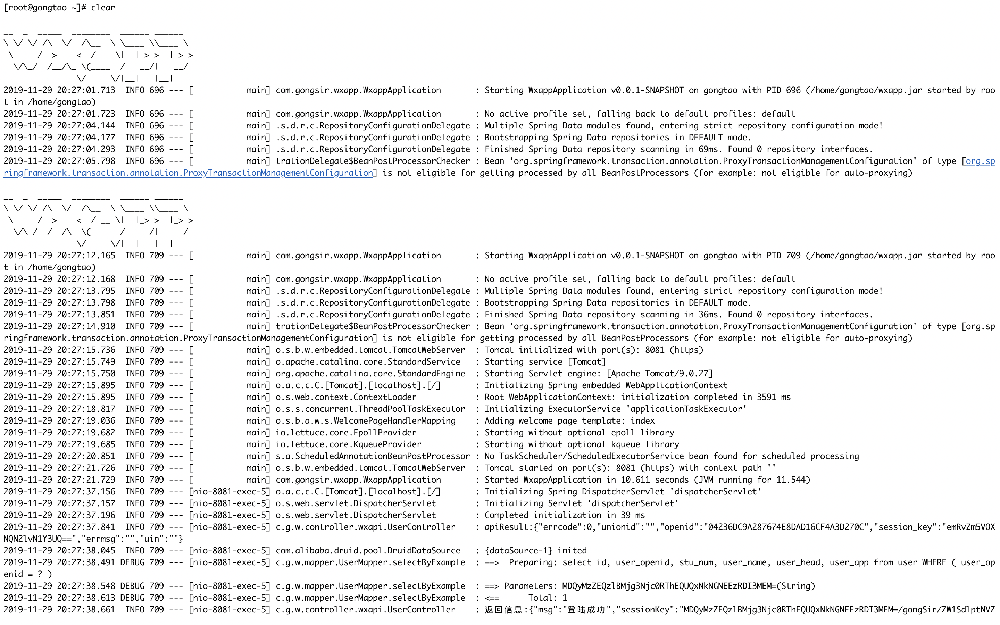 [root@gongtao ~]# clear
__  _  _____  ________  ______ ______
\ \/ \/ /\  \/  /\__  \ \____ \\____ \
 \     /  >    <  / __ \|  |_> >  |_> >
  \/\_/  /__/\_ \(____  /   __/|   __/
               \/     \/|__|   |__|
2019-11-29 20:27:01.713  INFO 696 --- [           main] com.gongsir.wxapp.WxappApplication       : Starting WxappApplication v0.0.1-SNAPSHOT on gongtao with PID 696 (/home/gongtao/wxapp.jar started by roo
t in /home/gongtao)
2019-11-29 20:27:01.723  INFO 696 --- [           main] com.gongsir.wxapp.WxappApplication       : No active profile set, falling back to default profiles: default
2019-11-29 20:27:04.144  INFO 696 --- [           main] .s.d.r.c.RepositoryConfigurationDelegate : Multiple Spring Data modules found, entering strict repository configuration mode!
2019-11-29 20:27:04.177  INFO 696 --- [           main] .s.d.r.c.RepositoryConfigurationDelegate : Bootstrapping Spring Data repositories in DEFAULT mode.
2019-11-29 20:27:04.293  INFO 696 --- [           main] .s.d.r.c.RepositoryConfigurationDelegate : Finished Spring Data repository scanning in 69ms. Found 0 repository interfaces.
2019-11-29 20:27:05.798  INFO 696 --- [           main] trationDelegate$BeanPostProcessorChecker : Bean 'org.springframework.transaction.annotation.ProxyTransactionManagementConfiguration' of type [org.sp
ringframework.transaction.annotation.ProxyTransactionManagementConfiguration] is not eligible for getting processed by all BeanPostProcessors (for example: not eligible for auto-proxying)
__  _  _____  ________  ______ ______
\ \/ \/ /\  \/  /\__  \ \____ \\____ \
 \     /  >    <  / __ \|  |_> >  |_> >
  \/\_/  /__/\_ \(____  /   __/|   __/
               \/     \/|__|   |__|
2019-11-29 20:27:12.165  INFO 709 --- [           main] com.gongsir.wxapp.WxappApplication       : Starting WxappApplication v0.0.1-SNAPSHOT on gongtao with PID 709 (/home/gongtao/wxapp.jar started by roo
t in /home/gongtao)
2019-11-29 20:27:12.168  INFO 709 --- [           main] com.gongsir.wxapp.WxappApplication       : No active profile set, falling back to default profiles: default
2019-11-29 20:27:13.795  INFO 709 --- [           main] .s.d.r.c.RepositoryConfigurationDelegate : Multiple Spring Data modules found, entering strict repository configuration mode!
2019-11-29 20:27:13.798  INFO 709 --- [           main] .s.d.r.c.RepositoryConfigurationDelegate : Bootstrapping Spring Data repositories in DEFAULT mode.
2019-11-29 20:27:13.851  INFO 709 --- [           main] .s.d.r.c.RepositoryConfigurationDelegate : Finished Spring Data repository scanning in 36ms. Found 0 repository interfaces.
2019-11-29 20:27:14.910  INFO 709 --- [           main] trationDelegate$BeanPostProcessorChecker : Bean 'org.springframework.transaction.annotation.ProxyTransactionManagementConfiguration' of type [org.sp
ringframework.transaction.annotation.ProxyTransactionManagementConfiguration] is not eligible for getting processed by all BeanPostProcessors (for example: not eligible for auto-proxying)
2019-11-29 20:27:15.736  INFO 709 --- [           main] o.s.b.w.embedded.tomcat.TomcatWebServer  : Tomcat initialized with port(s): 8081 (https)
2019-11-29 20:27:15.749  INFO 709 --- [           main] o.apache.catalina.core.StandardService   : Starting service [Tomcat]
2019-11-29 20:27:15.750  INFO 709 --- [           main] org.apache.catalina.core.StandardEngine  : Starting Servlet engine: [Apache Tomcat/9.0.27]
2019-11-29 20:27:15.895  INFO 709 --- [           main] o.a.c.c.C.[Tomcat].[localhost].[/]       : Initializing Spring embedded WebApplicationContext
2019-11-29 20:27:15.895  INFO 709 --- [           main] o.s.web.context.ContextLoader            : Root WebApplicationContext: initialization completed in 3591 ms
2019-11-29 20:27:18.817  INFO 709 --- [           main] o.s.s.concurrent.ThreadPoolTaskExecutor  : Initializing ExecutorService 'applicationTaskExecutor'
2019-11-29 20:27:19.036  INFO 709 --- [           main] o.s.b.a.w.s.WelcomePageHandlerMapping    : Adding welcome page template: index
2019-11-29 20:27:19.682  INFO 709 --- [           main] io.lettuce.core.EpollProvider            : Starting without optional epoll library
2019-11-29 20:27:19.685  INFO 709 --- [           main] io.lettuce.core.KqueueProvider           : Starting without optional kqueue library
2019-11-29 20:27:20.851  INFO 709 --- [           main] s.a.ScheduledAnnotationBeanPostProcessor : No TaskScheduler/ScheduledExecutorService bean found for scheduled processing
2019-11-29 20:27:21.726  INFO 709 --- [           main] o.s.b.w.embedded.tomcat.TomcatWebServer  : Tomcat started on port(s): 8081 (https) with context path ''
2019-11-29 20:27:21.729  INFO 709 --- [           main] com.gongsir.wxapp.WxappApplication       : Started WxappApplication in 10.611 seconds (JVM running for 11.544)
2019-11-29 20:27:37.156  INFO 709 --- [nio-8081-exec-5] o.a.c.c.C.[Tomcat].[localhost].[/]       : Initializing Spring DispatcherServlet 'dispatcherServlet'
2019-11-29 20:27:37.157  INFO 709 --- [nio-8081-exec-5] o.s.web.servlet.DispatcherServlet        : Initializing Servlet 'dispatcherServlet'
2019-11-29 20:27:37.196  INFO 709 --- [nio-8081-exec-5] o.s.web.servlet.DispatcherServlet        : Completed initialization in 39 ms
2019-11-29 20:27:37.841  INFO 709 --- [nio-8081-exec-5] c.g.w.controller.wxapi.UserController    : apiResult:{"errcode":0,"unionid":"","openid":"04236DC9A287674E8DAD16CF4A3D270C","session_key":"emRvZm5VOX
NQN2lvN1Y3UQ==","errmsg":"","uin":""}
2019-11-29 20:27:38.045  INFO 709 --- [nio-8081-exec-5] com.alibaba.druid.pool.DruidDataSource   : {dataSource-1} inited
2019-11-29 20:27:38.491 DEBUG 709 --- [nio-8081-exec-5] c.g.w.mapper.UserMapper.selectByExample  : ==>  Preparing: select id, user_openid, stu_num, user_name, user_head, user_app from user WHERE ( user_op
enid = ? )
2019-11-29 20:27:38.548 DEBUG 709 --- [nio-8081-exec-5] c.g.w.mapper.UserMapper.selectByExample  : ==> Parameters: MDQyMzZEQzlBMjg3Njc0RThEQUQxNkNGNEEzRDI3MEM=(String)
2019-11-29 20:27:38.613 DEBUG 709 --- [nio-8081-exec-5] c.g.w.mapper.UserMapper.selectByExample  : <==      Total: 1
2019-11-29 20:27:38.661  INFO 709 --- [nio-8081-exec-5] c.g.w.controller.wxapi.UserController    : 返回信息:{"msg":"登陆成功","sessionKey":"MDQyMzZEQzlBMjg3Njc0RThEQUQxNkNGNEEzRDI3MEM=/gongSir/ZW1SdlptNVZ